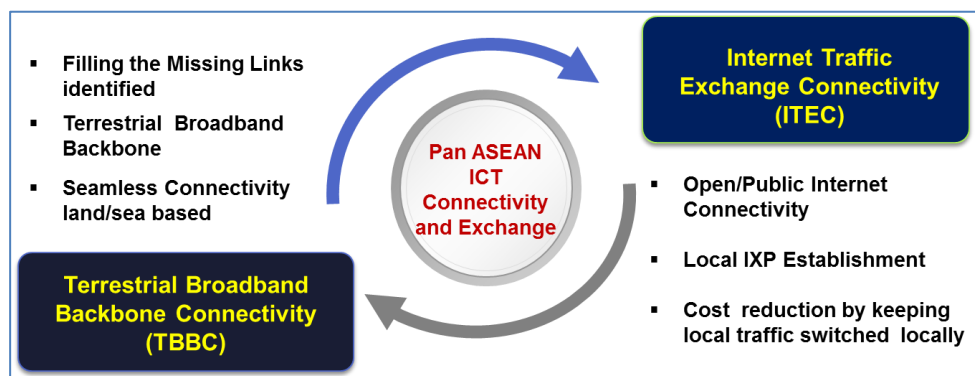 ▪ Filling the Missing Links
identified
▪ Terrestrial Broadband
Backbone
▪ Seamless Connectivity
land/sea based
Terrestrial Broadband
Backbone Connectivity
(TBBC)
Pan ASEAN
ICT
Connectivity
and Exchange
Internet Traffic
Exchange Connectivity
(ITEC)
▪ Open/Public Internet
Connectivity
▪ Local IXP Establishment
▪ Cost reduction by keeping
local traffic switched locally